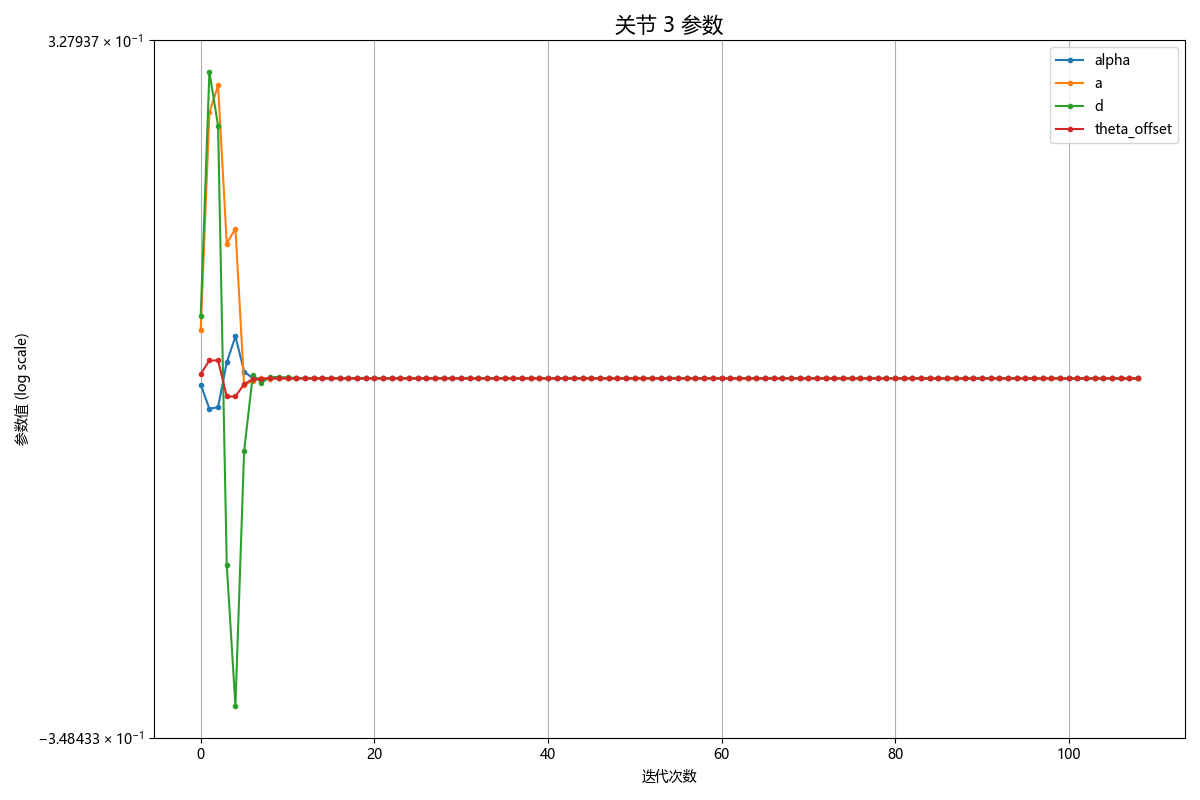 关节 3 参数
3.27937 × 10⁻¹
alpha
a
d
theta_offset
参数值 (log scale)
−3.48433 × 10⁻¹
0 20 40 60 80 100
迭代次数